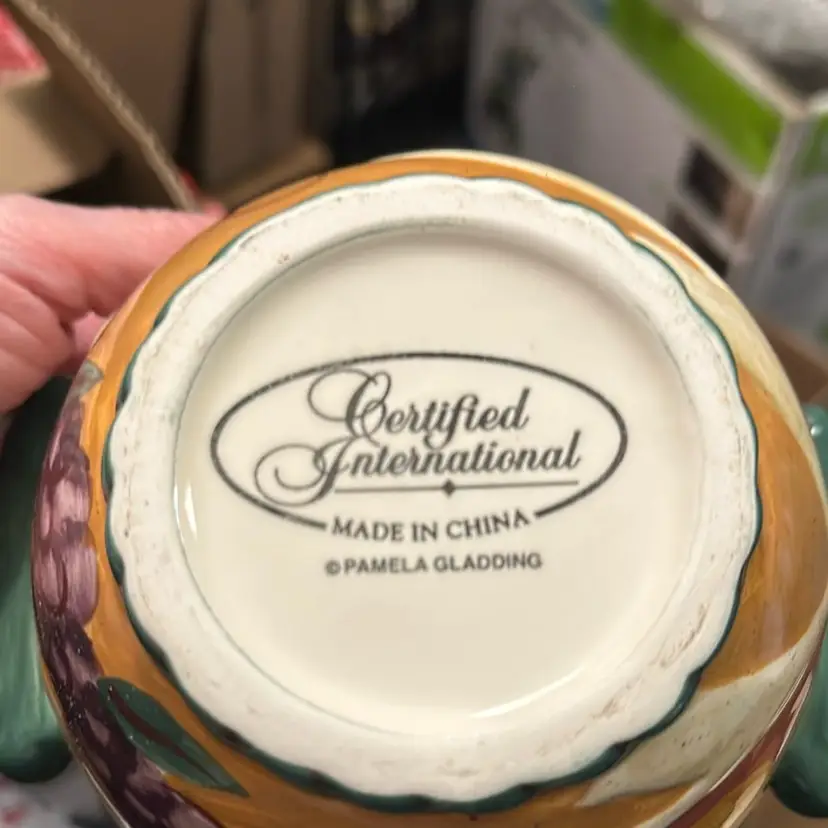 Certified
International
MADE IN CHINA
©PAMELA GLADDING